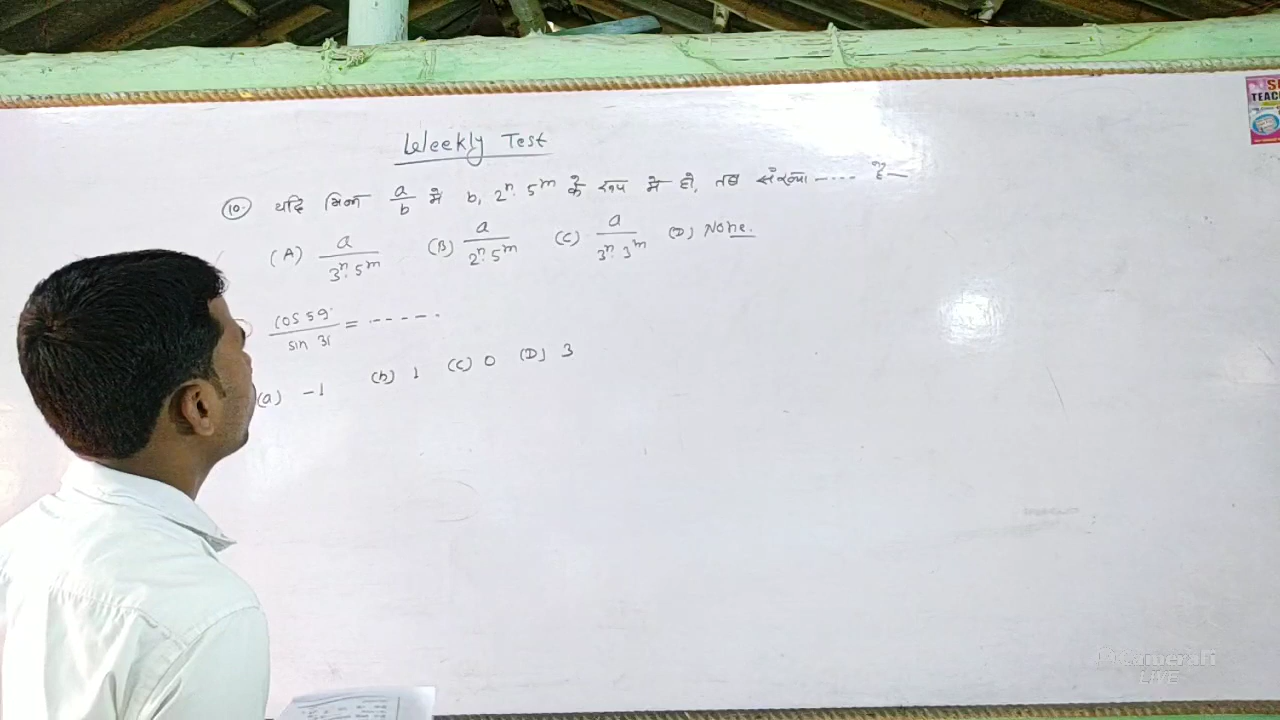 Weekly Test
10. यदि भिन्न a/b में b, 2ⁿ. 5ᵐ के रूप में हो, तब संख्या ---- है—
(A) a/3ⁿ.5ᵐ (B) a/2ⁿ.5ᵐ (C) a/3ⁿ.3ᵐ (D) None.
cos 59°/sin 31 = -----.
(a) -1 (b) 1 (c) 0 (D) 3
LIVE